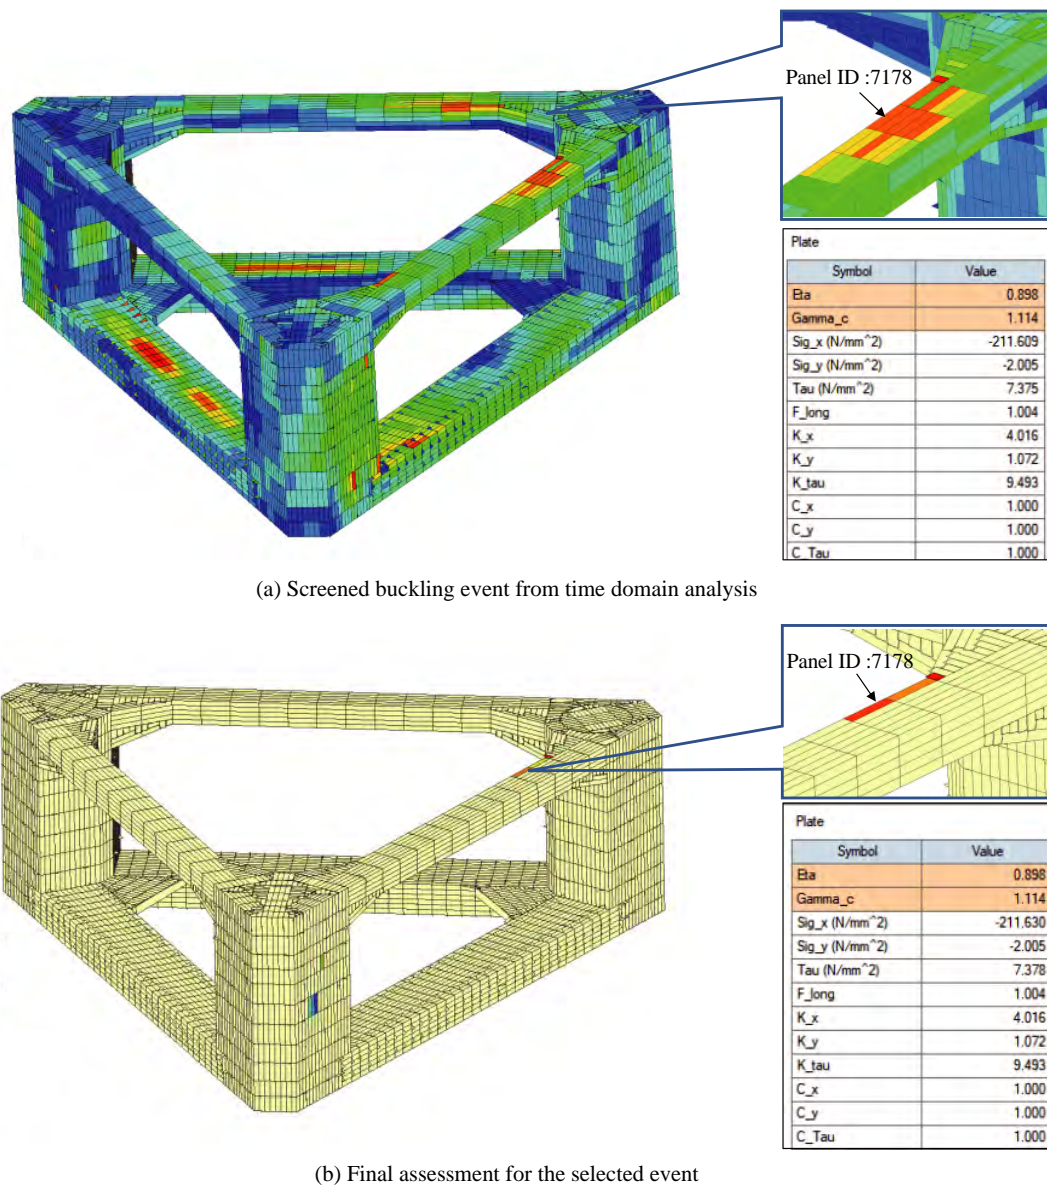 Panel ID :7178
Plate
Symbol Value
Eta 0.898
Gamma_c 1.114
Sig_x (N/mm^2) -211.609
Sig_y (N/mm^2) -2.005
Tau (N/mm^2) 7.375
F_long 1.004
K_x 4.016
K_y 1.072
K_tau 9.493
C_x 1.000
C_y 1.000
C_Tau 1.000
(a) Screened buckling event from time domain analysis
Panel ID :7178
Plate
Symbol Value
Eta 0.898
Gamma_c 1.114
Sig_x (N/mm^2) -211.630
Sig_y (N/mm^2) -2.005
Tau (N/mm^2) 7.378
F_long 1.004
K_x 4.016
K_y 1.072
K_tau 9.493
C_x 1.000
C_y 1.000
C_Tau 1.000
(b) Final assessment for the selected event